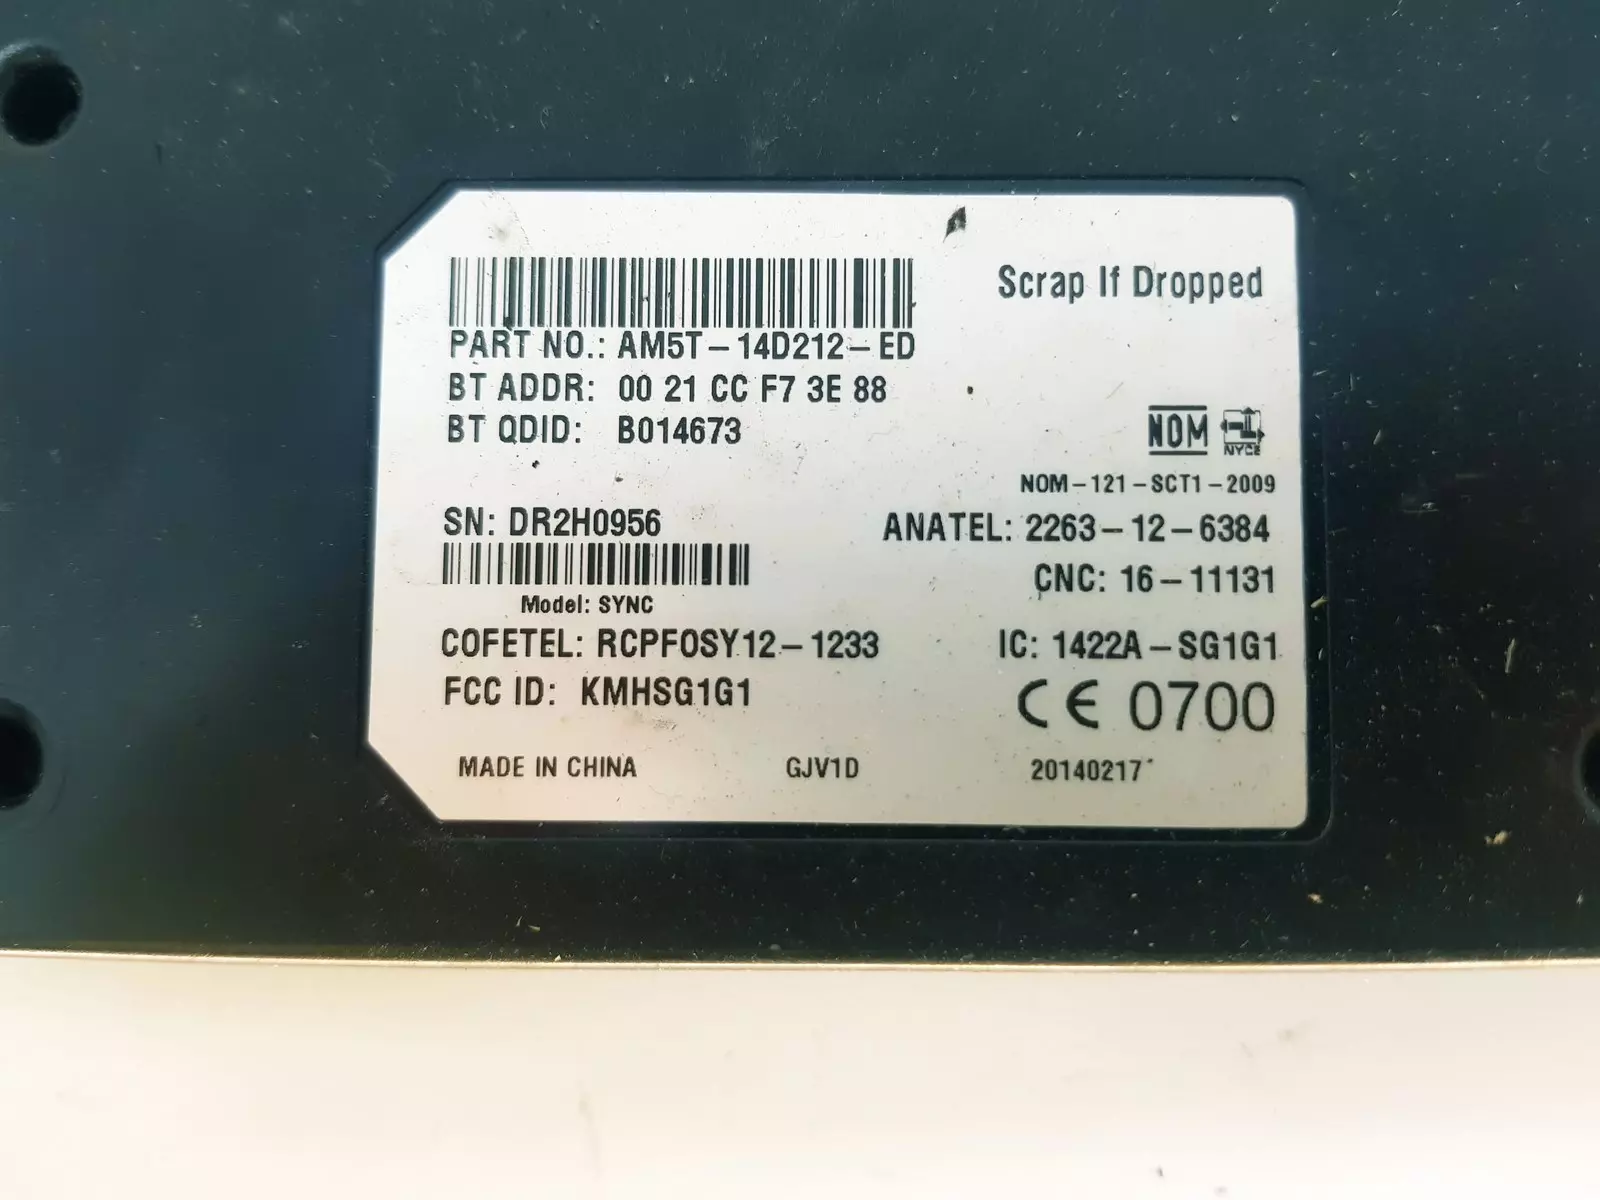 Scrap If Dropped
PART NO.: AM5T-14D212-ED
BT ADDR: 00 21 CC F7 3E 88
BT QDID: B014673
NOM NYCE
NOM-121-SCT1-2009
SN: DR2H0956
ANATEL: 2263-12-6384
CNC: 16-11131
Model: SYNC
COFETEL: RCPFOSY12-1233
IC: 1422A-SG1G1
FCC ID: KMHSG1G1
CE 0700
MADE IN CHINA GJV1D 20140217